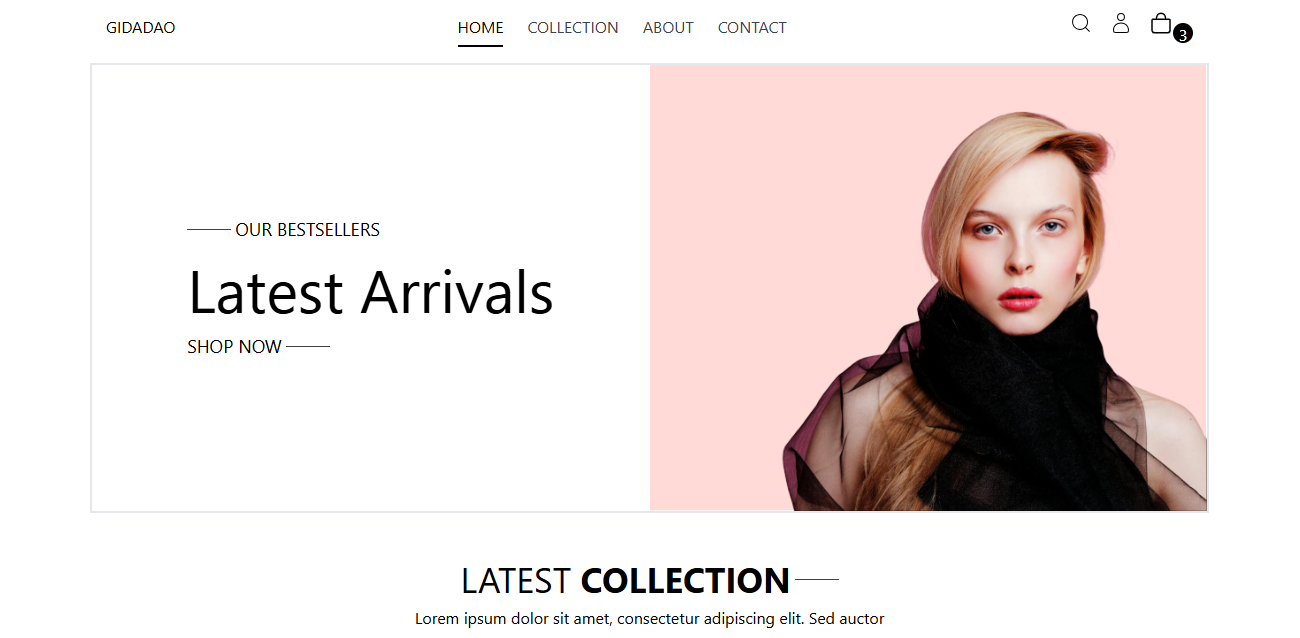 GIDADAO HOME COLLECTION ABOUT CONTACT 3
OUR BESTSELLERS
Latest Arrivals
SHOP NOW
LATEST COLLECTION
Lorem ipsum dolor sit amet, consectetur adipiscing elit. Sed auctor